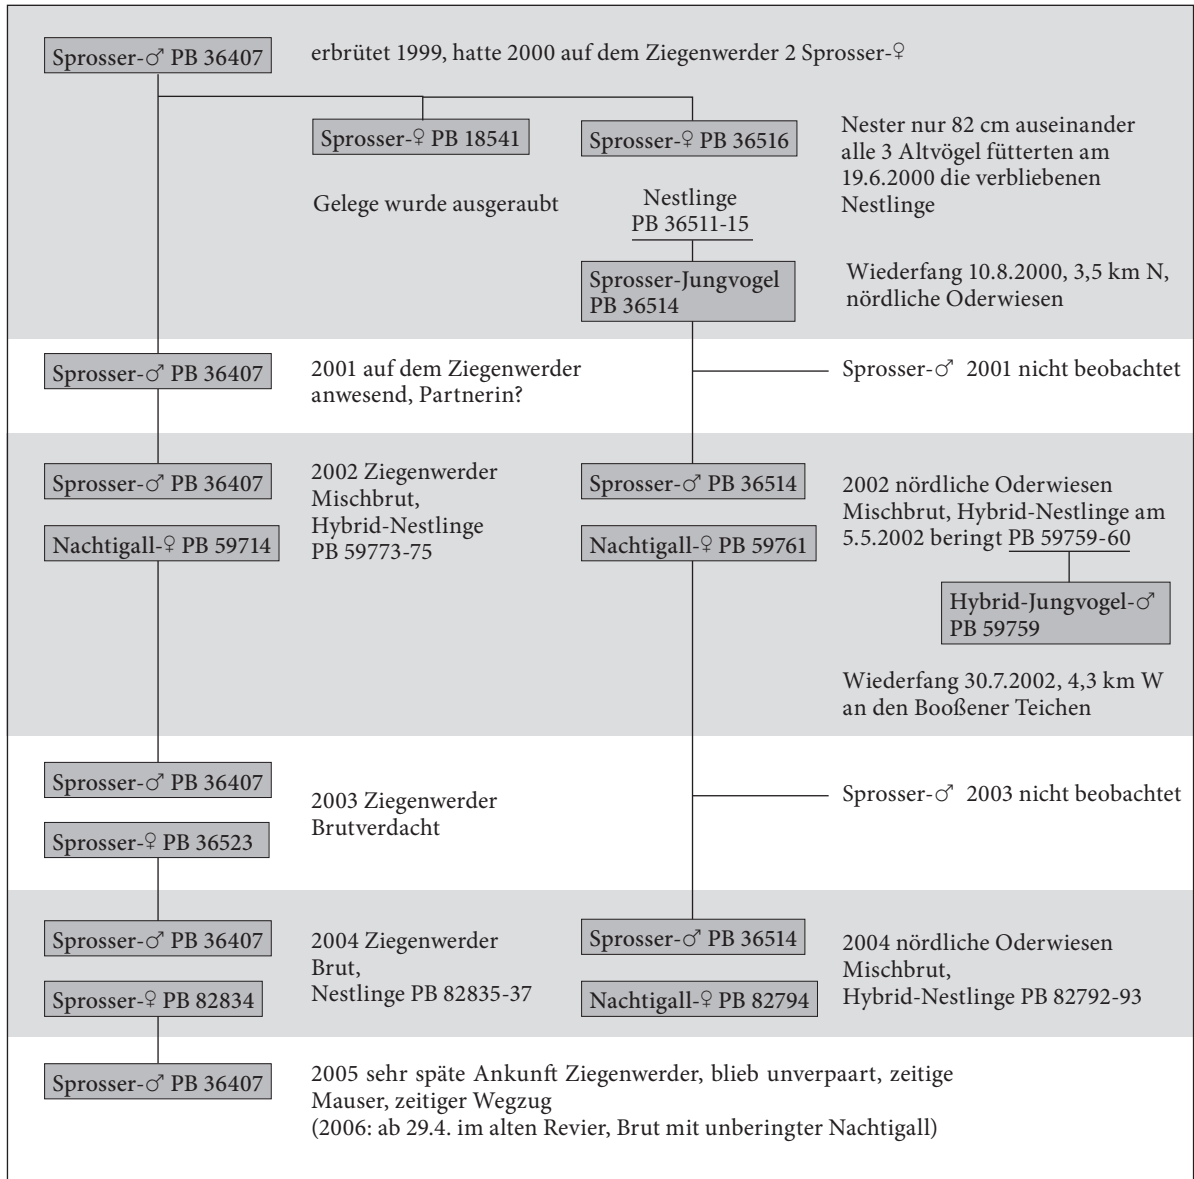 Sprosser-♂ PB 36407
erbrütet 1999, hatte 2000 auf dem Ziegenwerder 2 Sprosser-♀
Sprosser-♀ PB 18541
Gelege wurde ausgeraubt
Sprosser-♀ PB 36516
Nestlinge
PB 36511-15
Sprosser-Jungvogel
PB 36514
Nester nur 82 cm auseinander
alle 3 Altvögel fütterten am
19.6.2000 die verbliebenen
Nestlinge
Wiederfang 10.8.2000, 3,5 km N,
nördliche Oderwiesen
Sprosser-♂ PB 36407
2001 auf dem Ziegenwerder
anwesend, Partnerin?
Sprosser-♂ 2001 nicht beobachtet
Sprosser-♂ PB 36407
Nachtigall-♀ PB 59714
2002 Ziegenwerder
Mischbrut,
Hybrid-Nestlinge
PB 59773-75
Sprosser-♂ PB 36514
Nachtigall-♀ PB 59761
2002 nördliche Oderwiesen
Mischbrut, Hybrid-Nestlinge am
5.5.2002 beringt PB 59759-60
Hybrid-Jungvogel-♂
PB 59759
Wiederfang 30.7.2002, 4,3 km W
an den Booßener Teichen
Sprosser-♂ PB 36407
Sprosser-♀ PB 36523
2003 Ziegenwerder
Brutverdacht
Sprosser-♂ 2003 nicht beobachtet
Sprosser-♂ PB 36407
Sprosser-♀ PB 82834
2004 Ziegenwerder
Brut,
Nestlinge PB 82835-37
Sprosser-♂ PB 36514
Nachtigall-♀ PB 82794
2004 nördliche Oderwiesen
Mischbrut,
Hybrid-Nestlinge PB 82792-93
Sprosser-♂ PB 36407
2005 sehr späte Ankunft Ziegenwerder, blieb unverpaart, zeitige
Mauser, zeitiger Wegzug
(2006: ab 29.4. im alten Revier, Brut mit unberingter Nachtigall)